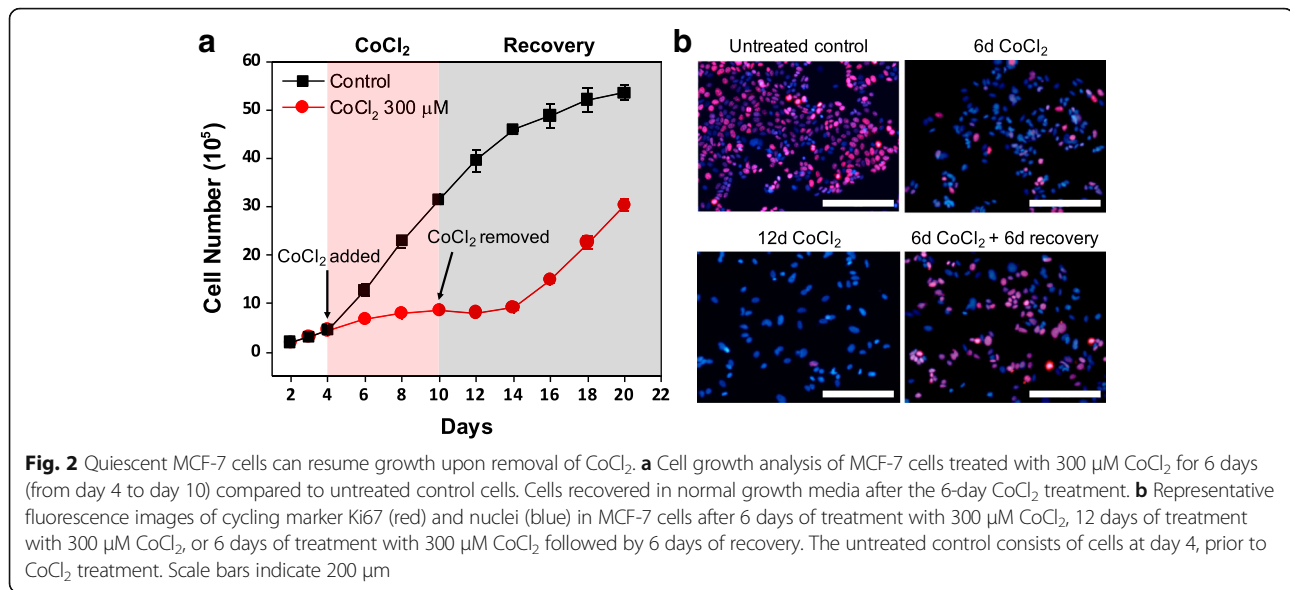 a
CoCl₂ Recovery
Control
CoCl₂ 300 μM
CoCl₂ added
CoCl₂ removed
Cell Number (10⁵)
60
50
40
30
20
10
0
2 4 6 8 10 12 14 16 18 20 22
Days
b
Untreated control 6d CoCl₂
12d CoCl₂ 6d CoCl₂ + 6d recovery
Fig. 2 Quiescent MCF-7 cells can resume growth upon removal of CoCl₂. a Cell growth analysis of MCF-7 cells treated with 300 μM CoCl₂ for 6 days
(from day 4 to day 10) compared to untreated control cells. Cells recovered in normal growth media after the 6-day CoCl₂ treatment. b Representative
fluorescence images of cycling marker Ki67 (red) and nuclei (blue) in MCF-7 cells after 6 days of treatment with 300 μM CoCl₂, 12 days of treatment
with 300 μM CoCl₂, or 6 days of treatment with 300 μM CoCl₂ followed by 6 days of recovery. The untreated control consists of cells at day 4, prior to
CoCl₂ treatment. Scale bars indicate 200 μm